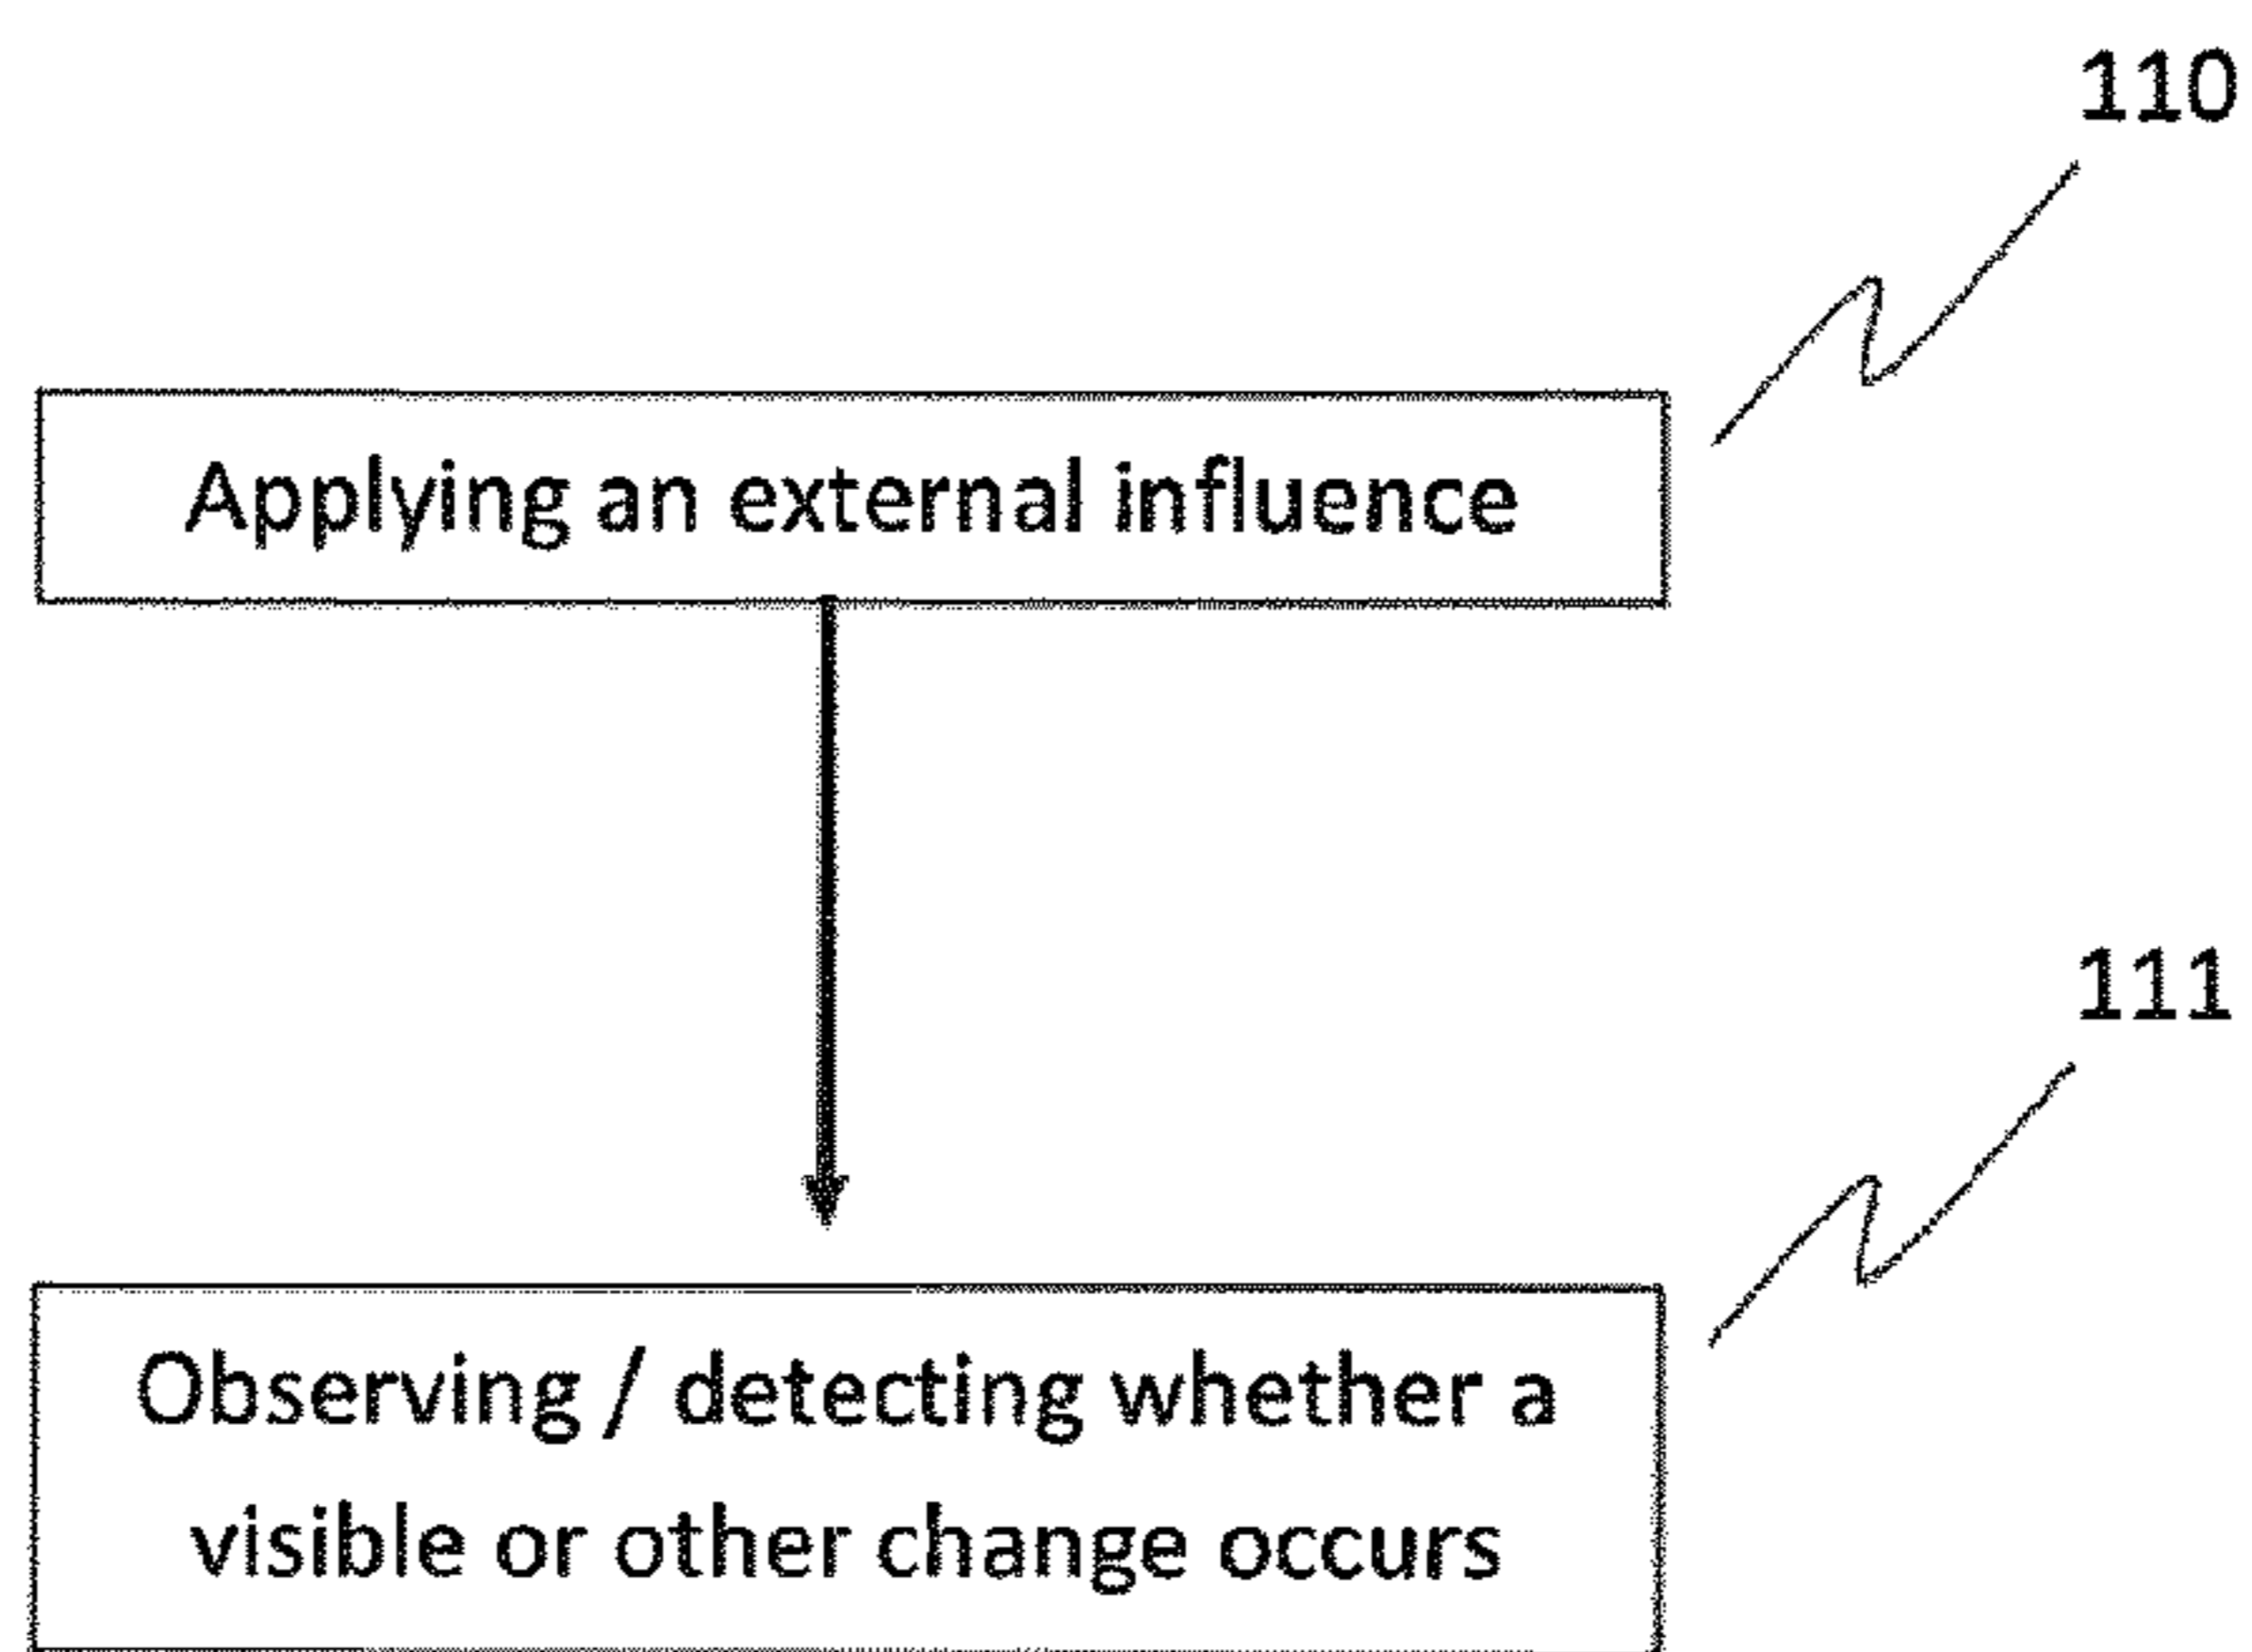 110
Applying an external influence
111
Observing / detecting whether a
visible or other change occurs